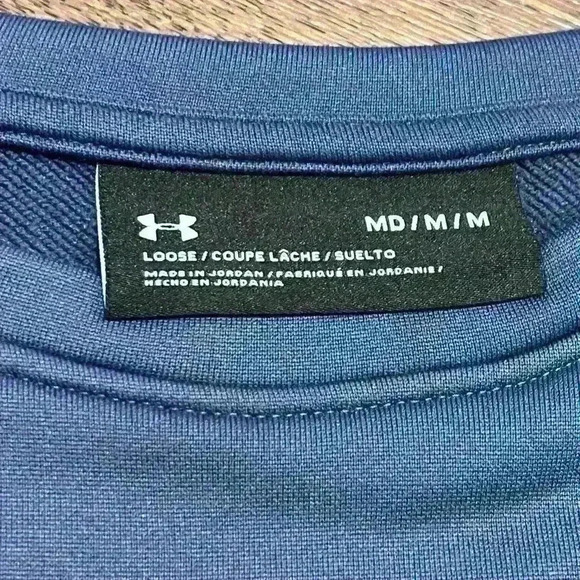 MD / M / M
LOOSE / COUPE LÂCHE / SUELTO
MADE IN JORDAN / FABRIQUÉ EN JORDANIE /
HECHO EN JORDANIA